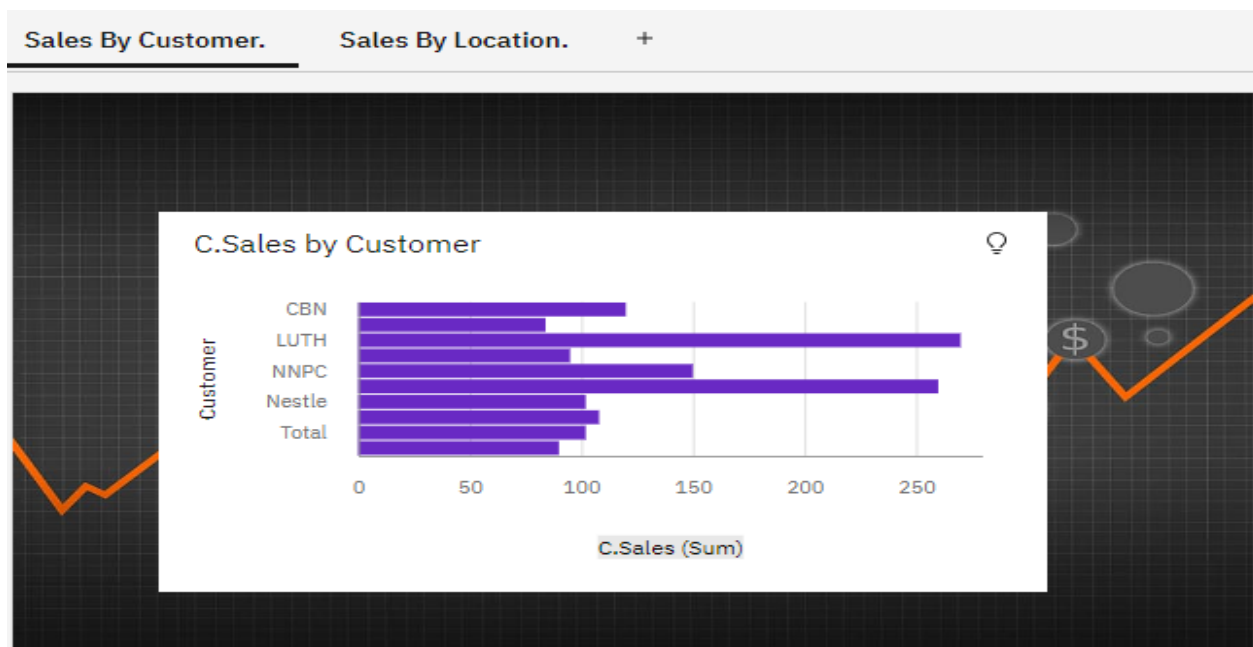 Sales By Customer. Sales By Location. +
C.Sales by Customer
Customer
CBN
LUTH
NNPC
Nestle
Total
0 50 100 150 200 250
C.Sales (Sum)
$